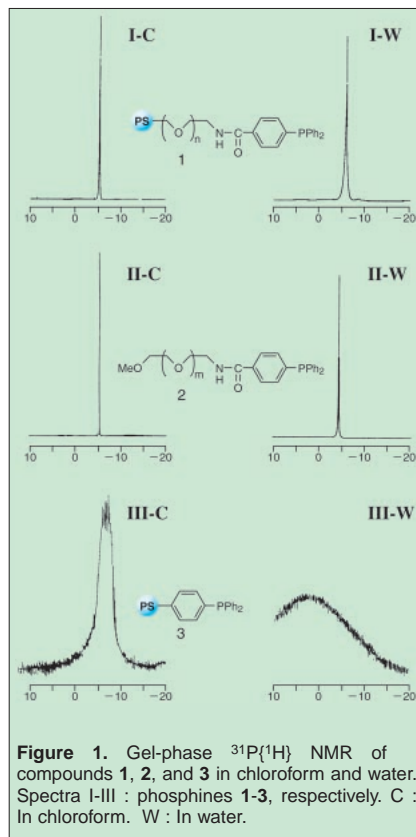 I-C I-W
PS O n N H C O PPh2
1
10 0 −10 −20 10 0 −10 −20
II-C II-W
MeO O m N H C O PPh2
2
10 0 −10 −20 10 0 −10 −20
III-C III-W
PS PPh2
3
10 0 −10 −20 10 0 −10 −20
Figure 1. Gel-phase ³¹P{¹H} NMR of
compounds 1, 2, and 3 in chloroform and water.
Spectra I-III : phosphines 1-3, respectively. C :
In chloroform. W : In water.